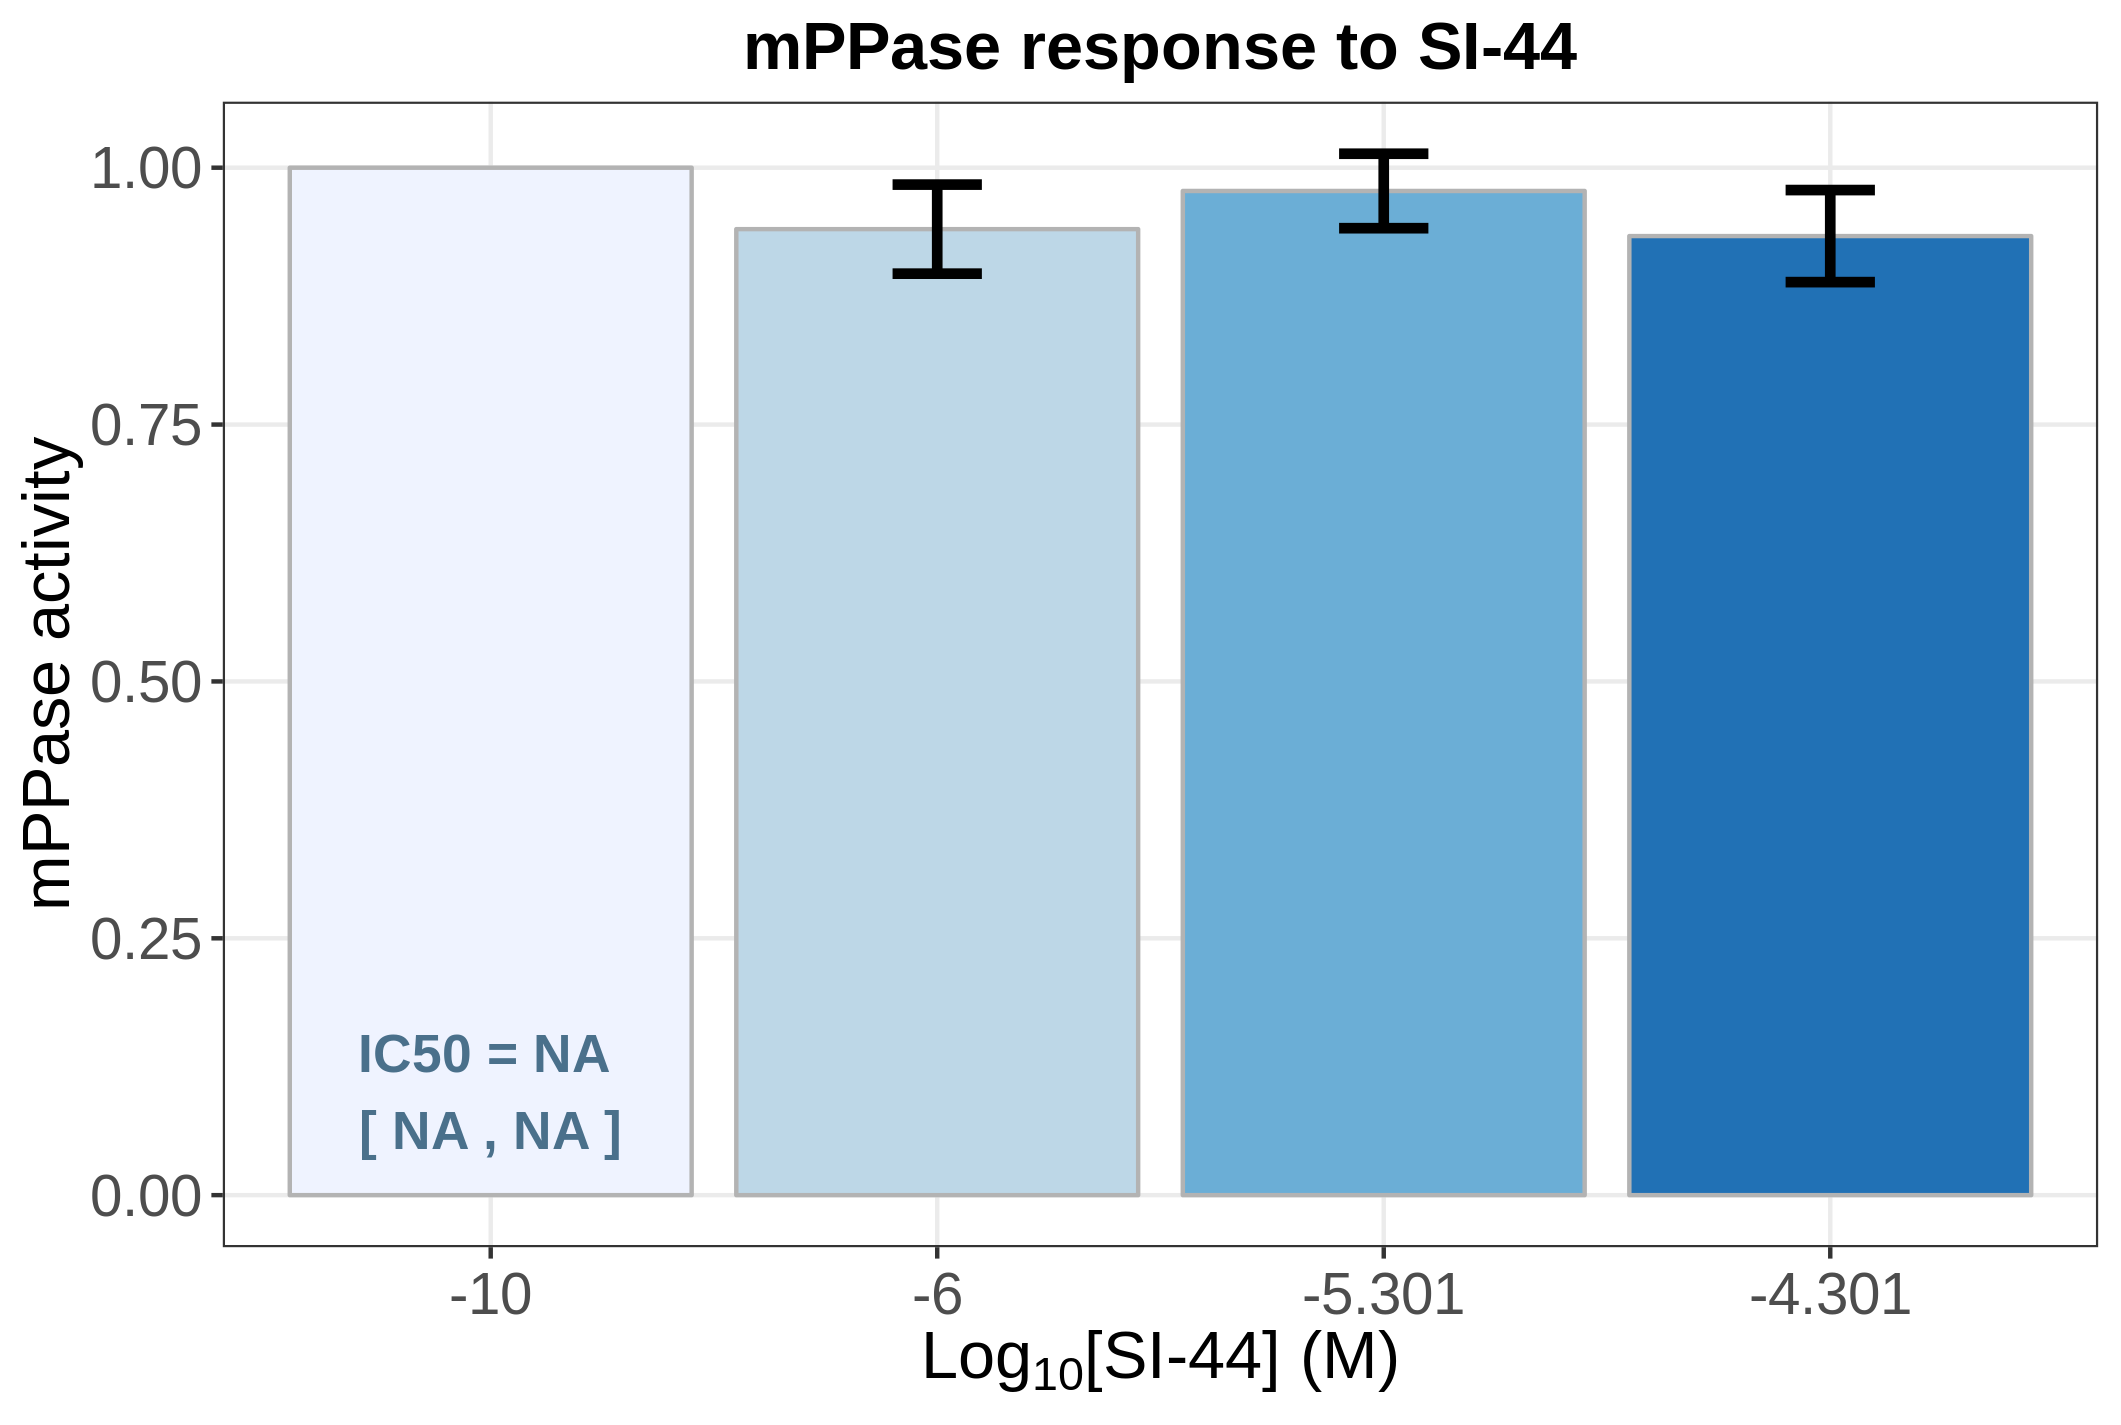 mPPase response to SI-44
mPPase activity
1.00
0.75
0.50
0.25
0.00
IC50 = NA
[ NA , NA ]
-10
-6
-5.301
-4.301
Log10[SI-44] (M)